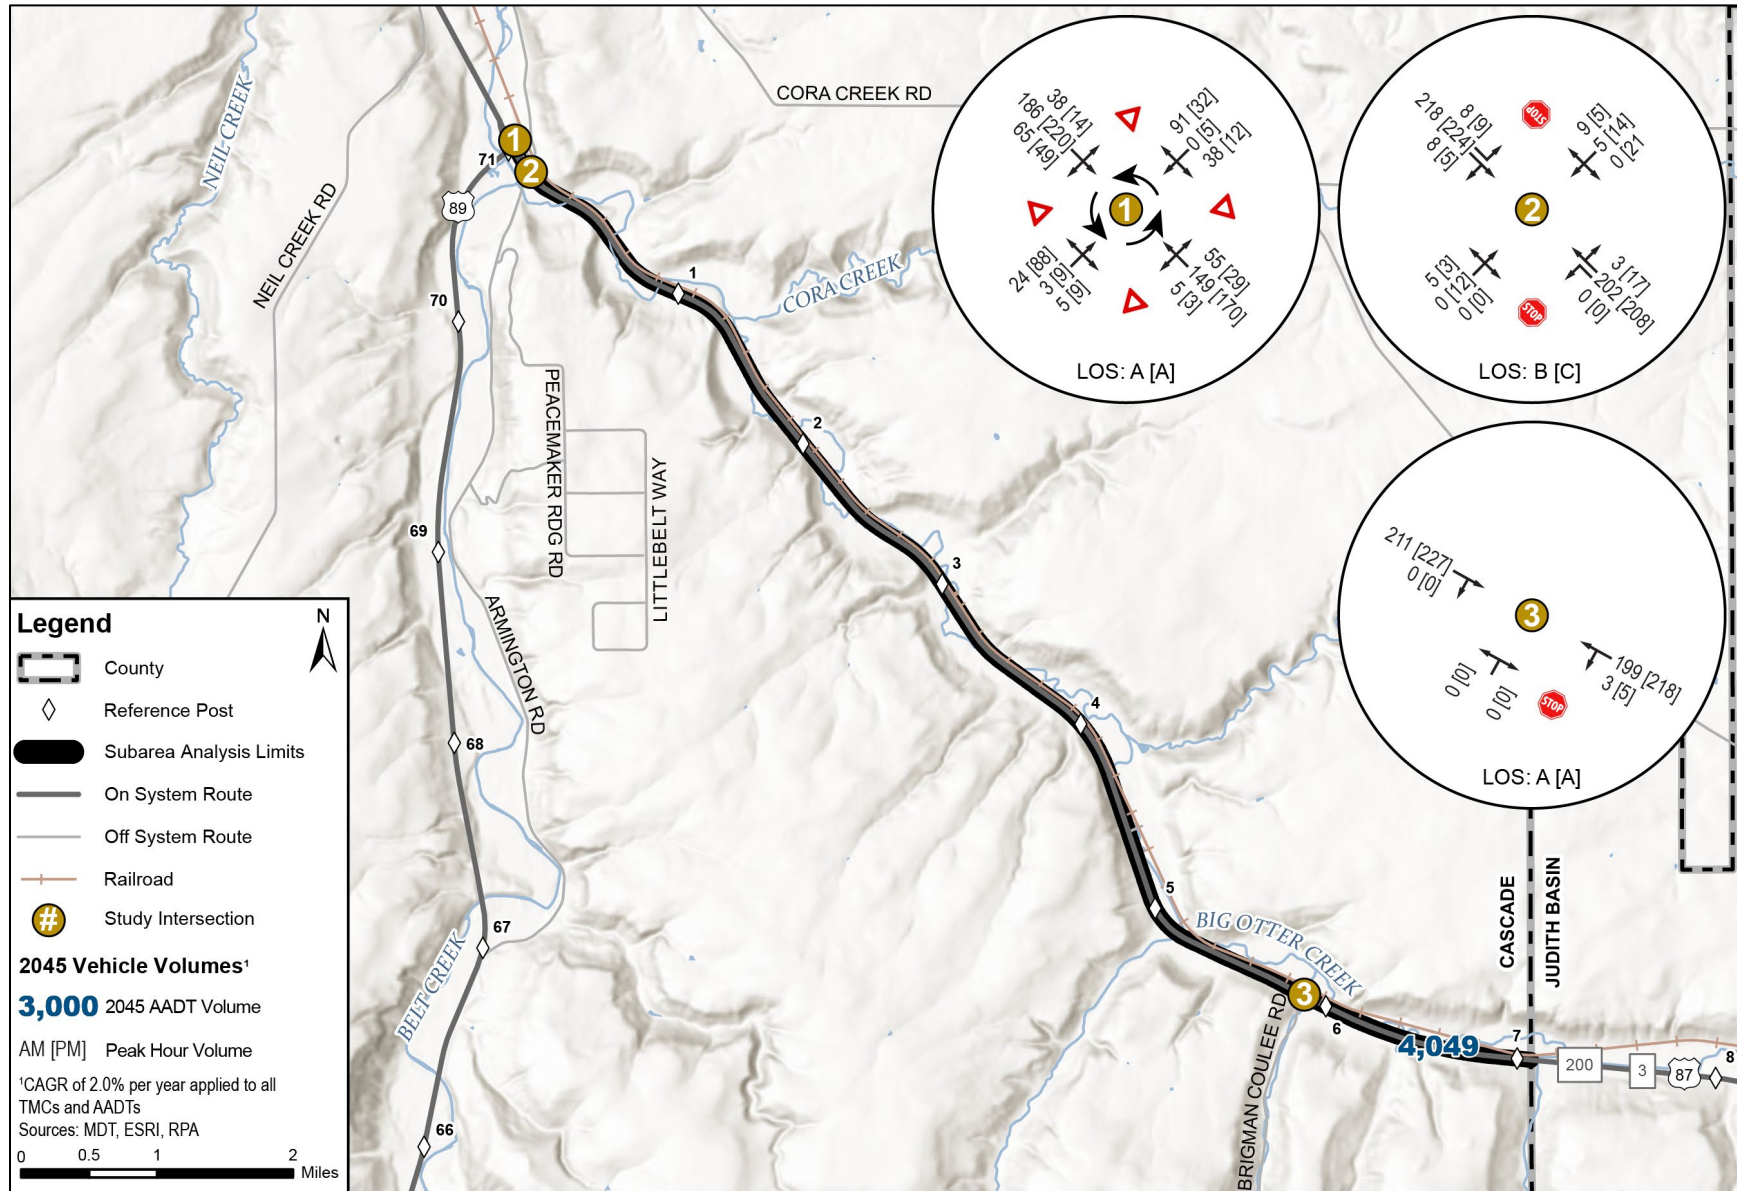 CORA CREEK RD
NEIL CREEK
NEIL CREEK RD
1
71
2
89
1
CORA CREEK
70
2
PEACEMAKER RDG RD
LITTLEBELT WAY
69
3
ARMINGTON RD
4
68
5
67
BIG OTTER CREEK
BELT CREEK
3
6
BRIGMAN COULEE RD
4,049
7
CASCADE
JUDITH BASIN
200
3
87
8
66
38 [14]
186 [220]
65 [49]
91 [32]
0 [5]
38 [12]
1
24 [88]
3 [9]
5 [9]
55 [29]
149 [170]
5 [3]
LOS: A [A]
STOP
8 [9]
218 [224]
8 [5]
9 [5]
5 [14]
0 [2]
2
5 [3]
0 [12]
0 [0]
3 [17]
202 [208]
0 [0]
STOP
LOS: B [C]
211 [227]
0 [0]
3
0 [0]
0 [0]
199 [218]
3 [5]
STOP
LOS: A [A]
Legend
N
County
Reference Post
Subarea Analysis Limits
On System Route
Off System Route
Railroad
# Study Intersection
2045 Vehicle Volumes¹
3,000 2045 AADT Volume
AM [PM] Peak Hour Volume
¹CAGR of 2.0% per year applied to all
TMCs and AADTs
Sources: MDT, ESRI, RPA
0 0.5 1 2
Miles